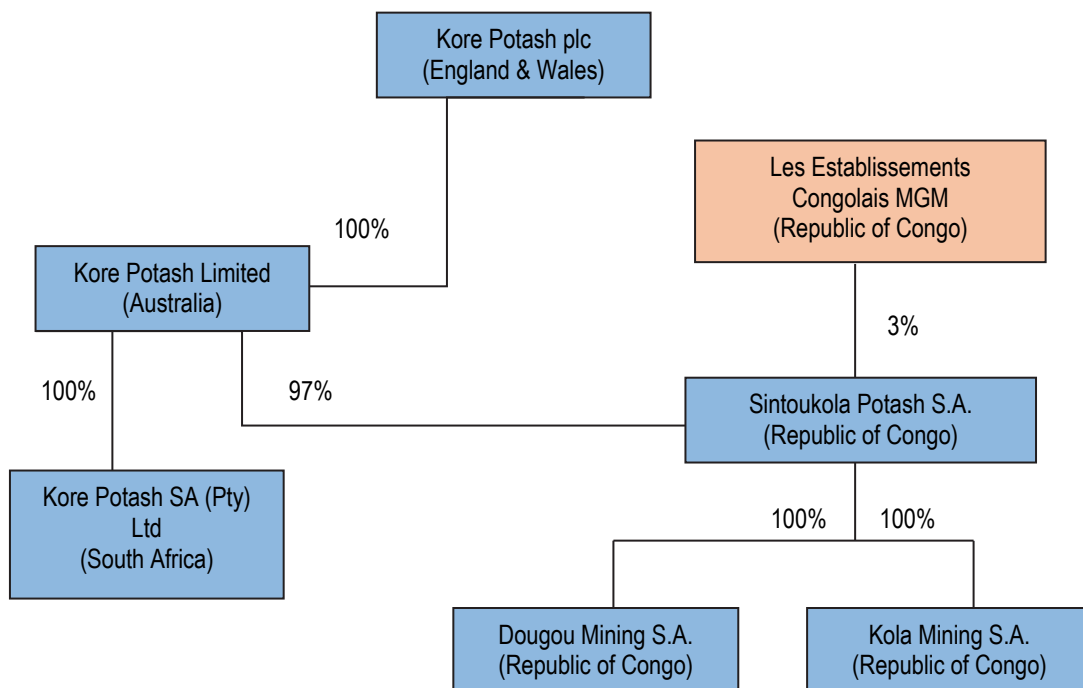 Kore Potash plc
(England & Wales)
Les Establissements
Congolais MGM
(Republic of Congo)
100%
Kore Potash Limited
(Australia)
3%
100%
97%
Sintoukola Potash S.A.
(Republic of Congo)
Kore Potash SA (Pty)
Ltd
(South Africa)
100%
100%
Dougou Mining S.A.
(Republic of Congo)
Kola Mining S.A.
(Republic of Congo)